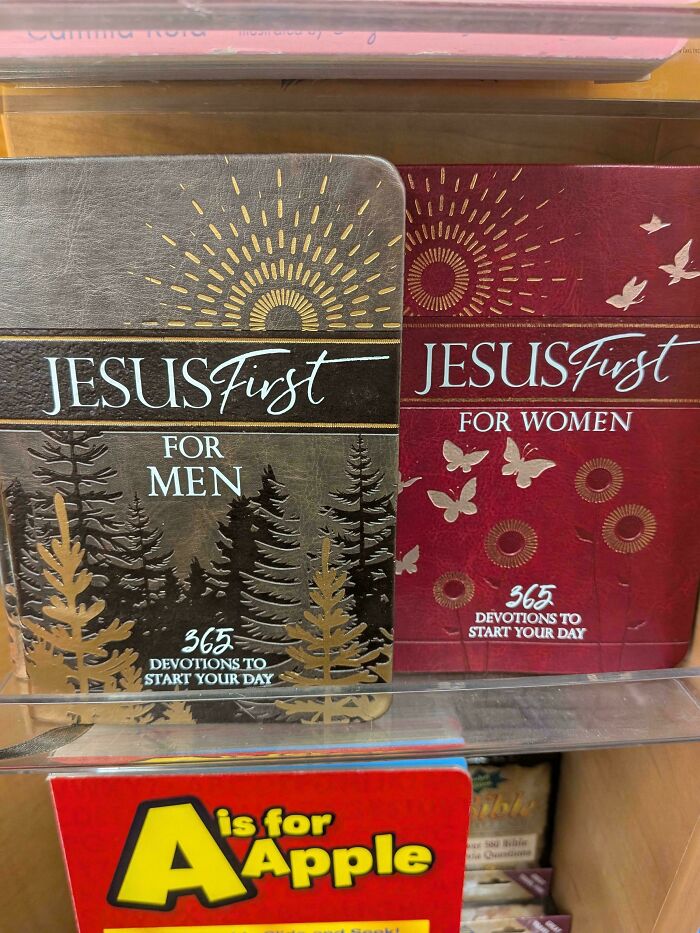 JESUS First
FOR
MEN
365
DEVOTIONS TO
START YOUR DAY
JESUS First
FOR WOMEN
365
DEVOTIONS TO
START YOUR DAY
A is for
Apple
Bible